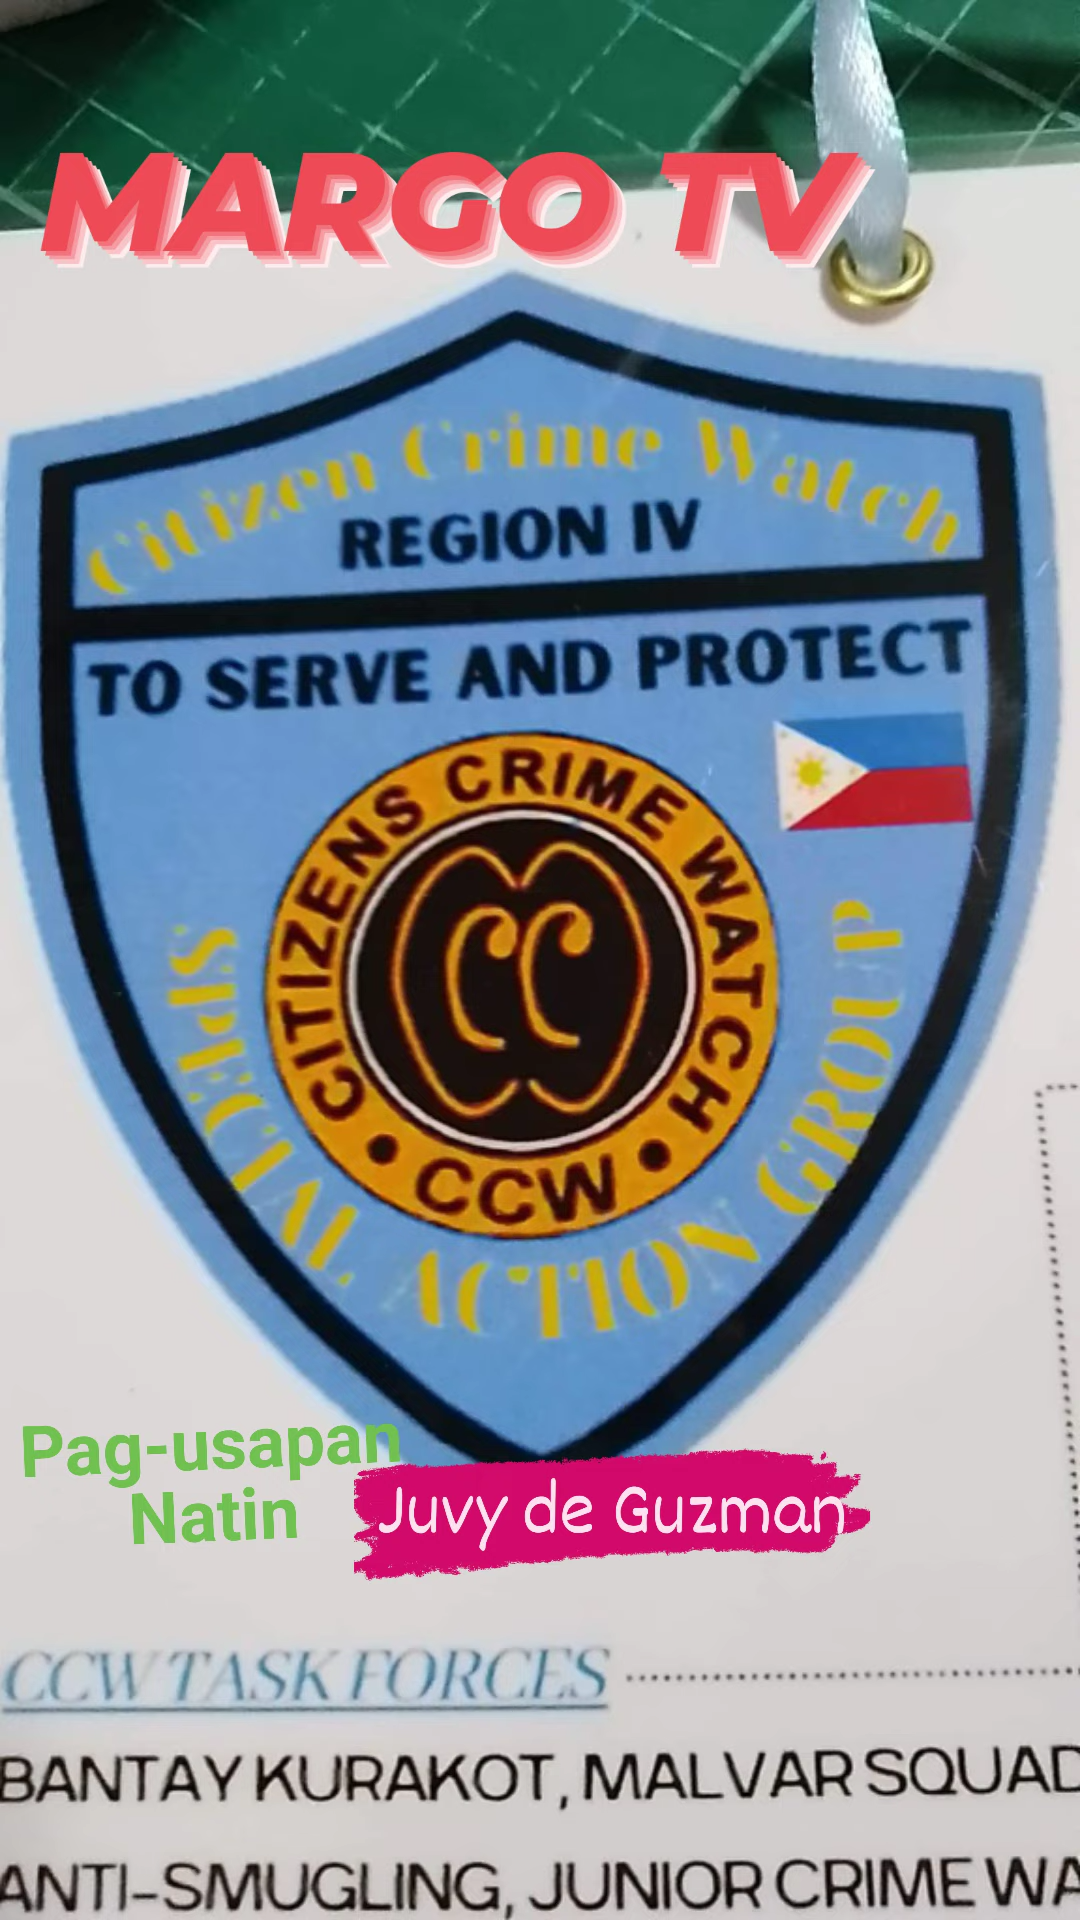 MARGO TV
Citizen Crime Watch
REGION IV
TO SERVE AND PROTECT
CITIZENS CRIME WATCH
CC
• CCW •
SPECIAL ACTION GROUP
Pag-usapan
Natin
Juvy de Guzman
CCW TASK FORCES
BANTAY KURAKOT, MALVAR SQUAD
ANTI-SMUGLING, JUNIOR CRIME WA